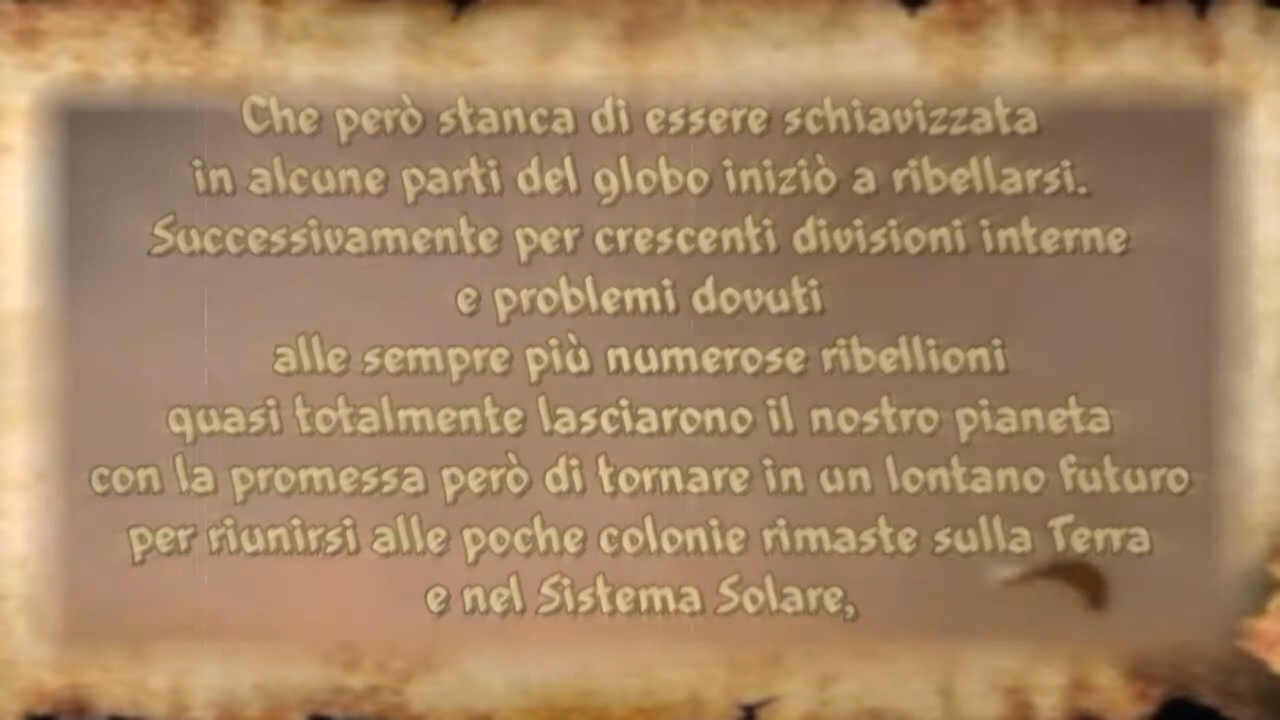 Che però stanca di essere schiavizzata
in alcune parti del globo iniziò a ribellarsi.
Successivamente per crescenti divisioni interne
e problemi dovuti
alle sempre più numerose ribellioni
quasi totalmente lasciarono il nostro pianeta
con la promessa però di tornare in un lontano futuro
per riunirsi alle poche colonie rimaste sulla Terra
e nel Sistema Solare,